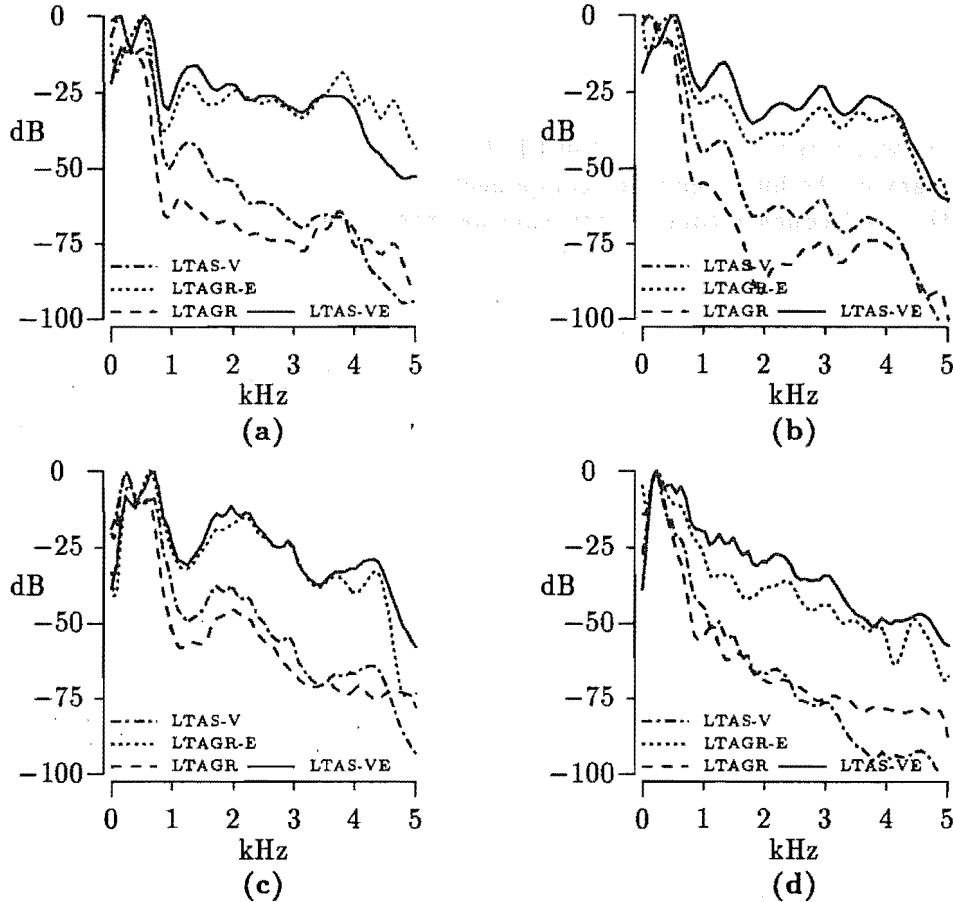 0
−25
dB
−50
−75
LTAS-V
LTAGR-E
LTAGR LTAS-VE
−100
0 1 2 3 4 5
kHz
(a)
0
−25
dB
−50
−75
LTAS-V
LTAGR-E
LTAGR LTAS-VE
−100
0 1 2 3 4 5
kHz
(b)
0
−25
dB
−50
−75
LTAS-V
LTAGR-E
LTAGR LTAS-VE
−100
0 1 2 3 4 5
kHz
(c)
0
−25
dB
−50
−75
LTAS-V
LTAGR-E
LTAGR LTAS-VE
−100
0 1 2 3 4 5
kHz
(d)